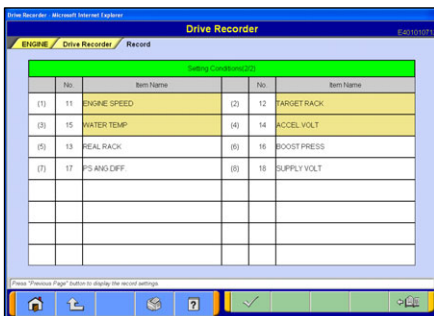 Drive Recorder - Microsoft Internet Explorer
Drive Recorder
E40101071
ENGINE Drive Recorder Record
Setting Conditions(2/2)
No. Item Name No. Item Name
(1) 11 ENGINE SPEED (2) 12 TARGET RACK
(3) 15 WATER TEMP (4) 14 ACCEL VOLT
(5) 13 REAL RACK (6) 16 BOOST PRESS
(7) 17 PS ANG DIFF. (8) 18 SUPPLY VOLT
Press "Previous Page" button to display the record settings.
?